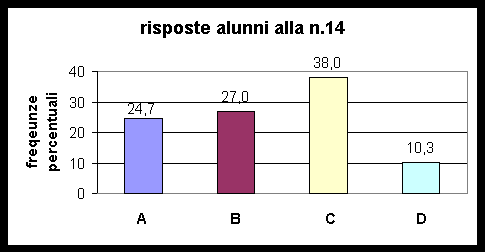 risposte alunni alla n.14
freqeunze
percentuali
40
30
20
10
0
24,7
27,0
38,0
10,3
A
B
C
D